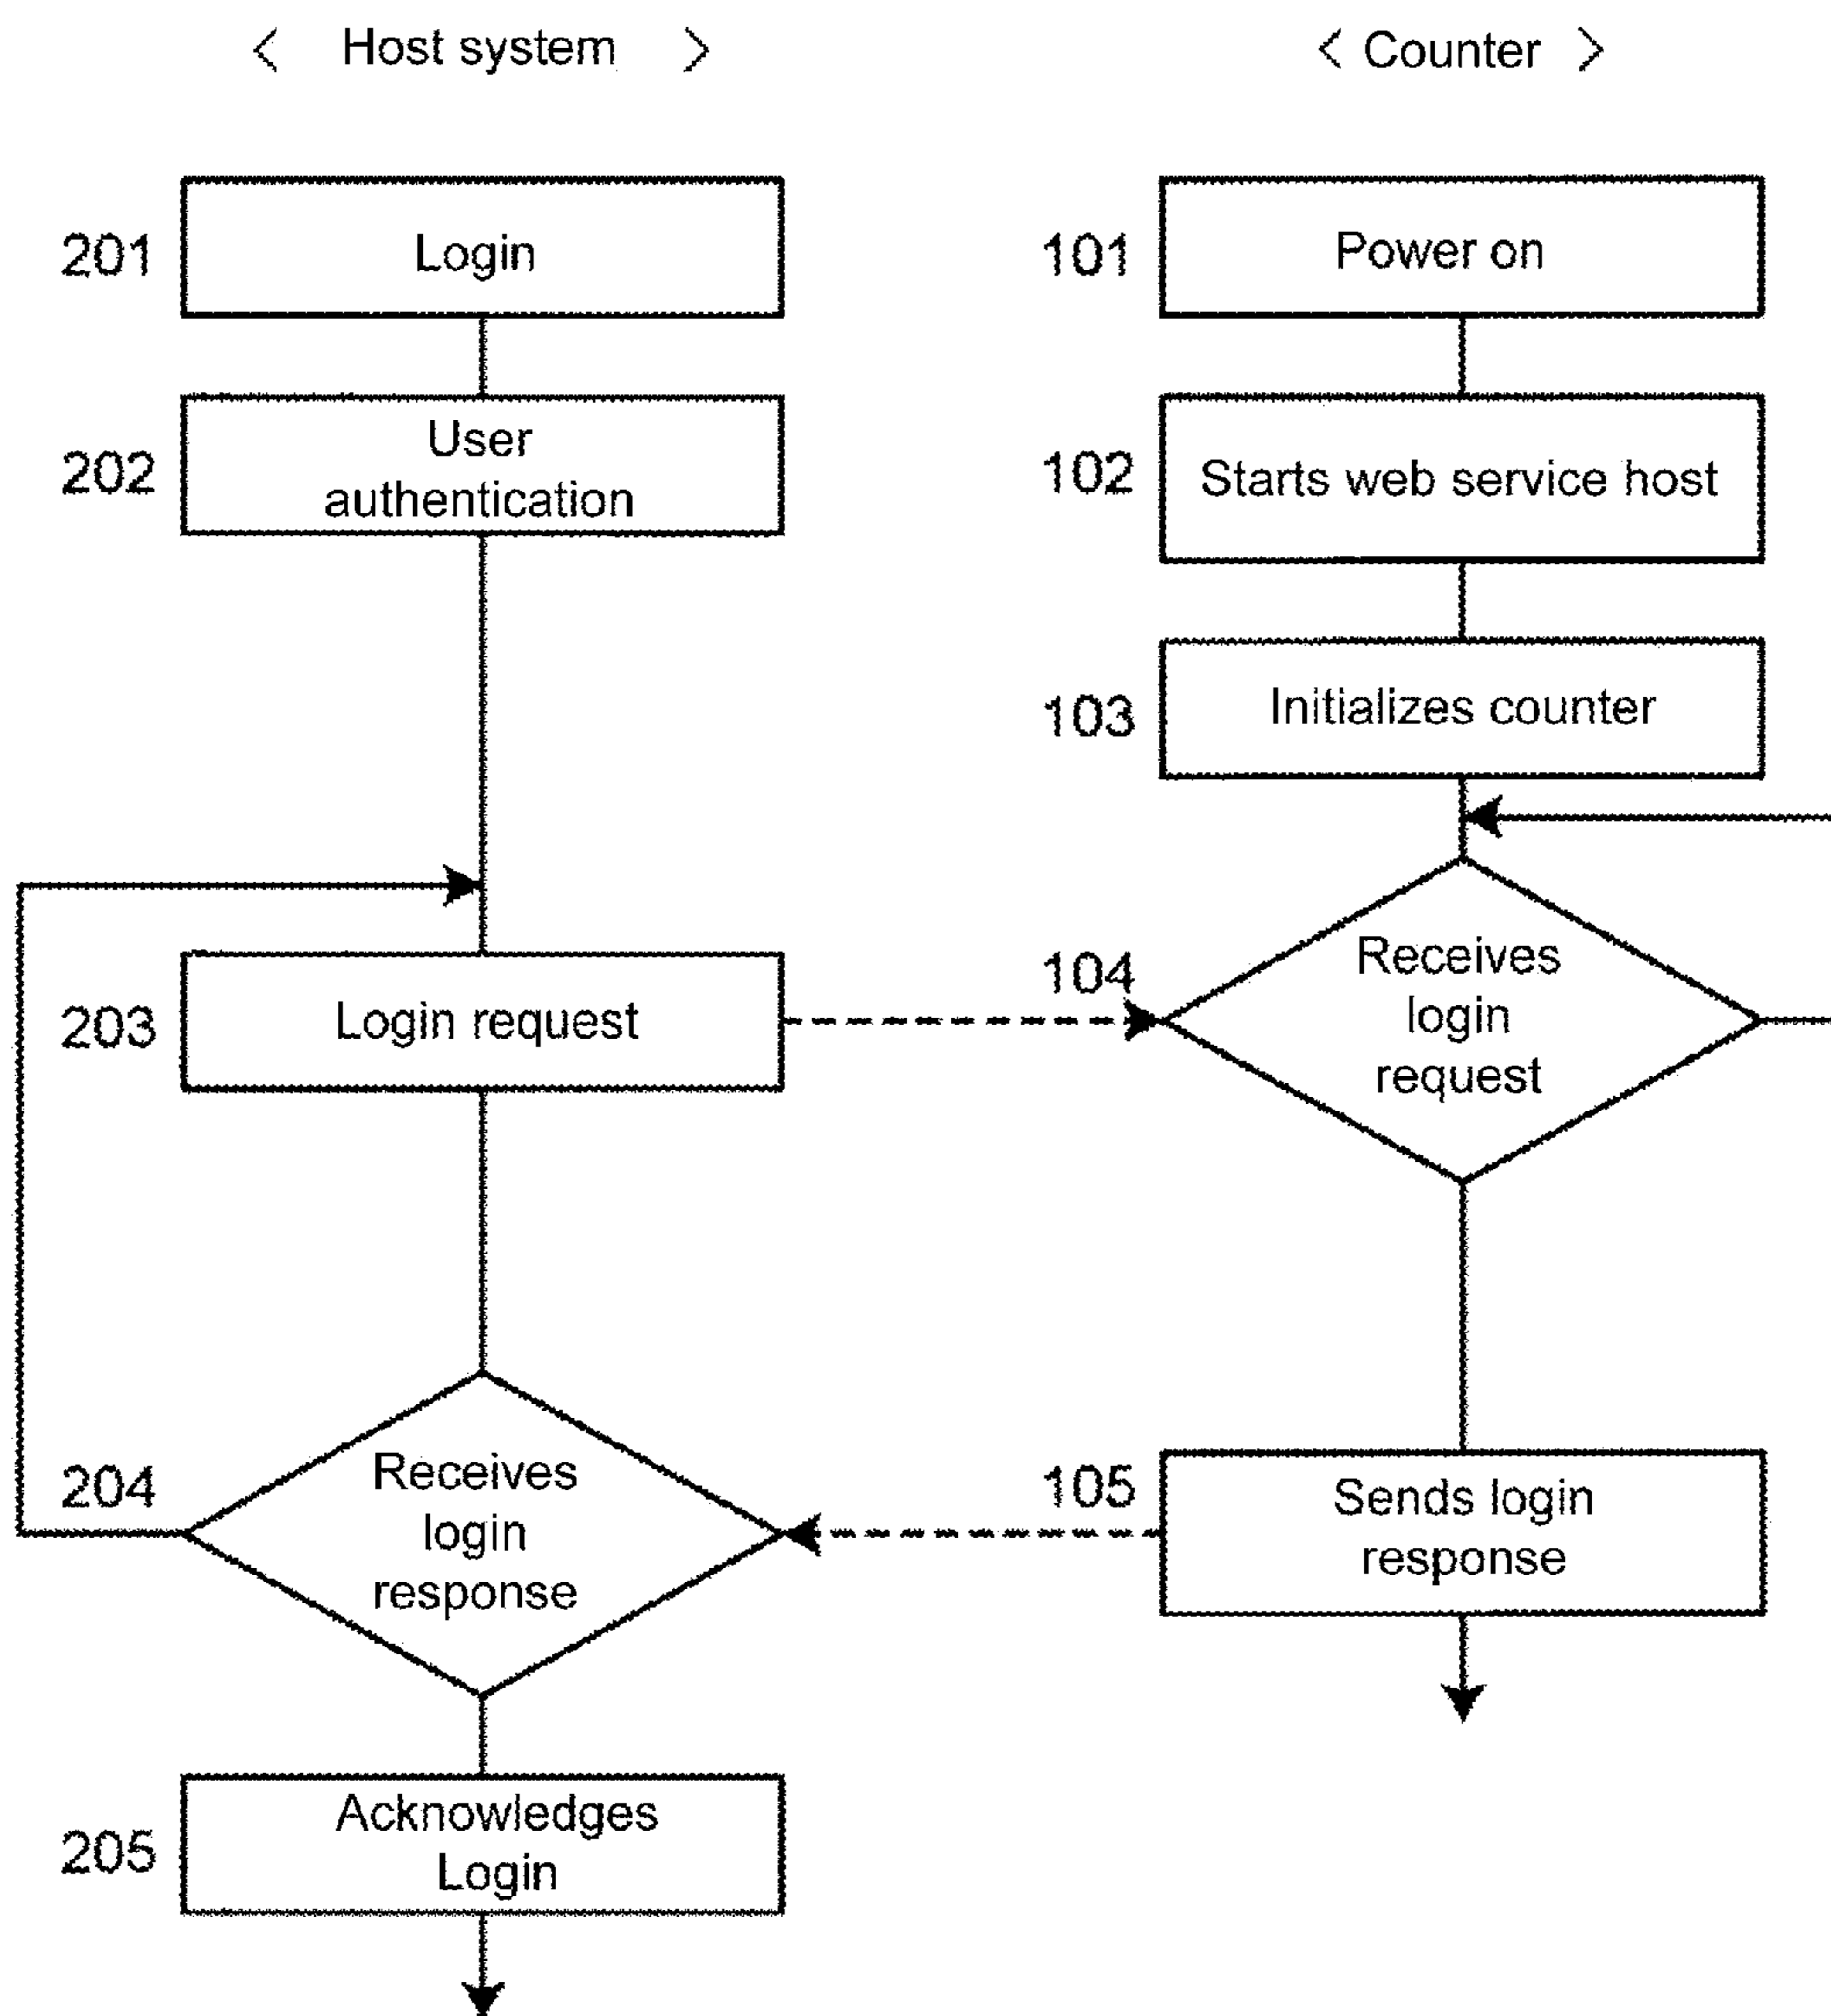 < Host system >
< Counter >
201
Login
202
User
authentication
203
Login request
204
Receives
login
response
205
Acknowledges
Login
101
Power on
102
Starts web service host
103
Initializes counter
104
Receives
login
request
105
Sends login
response